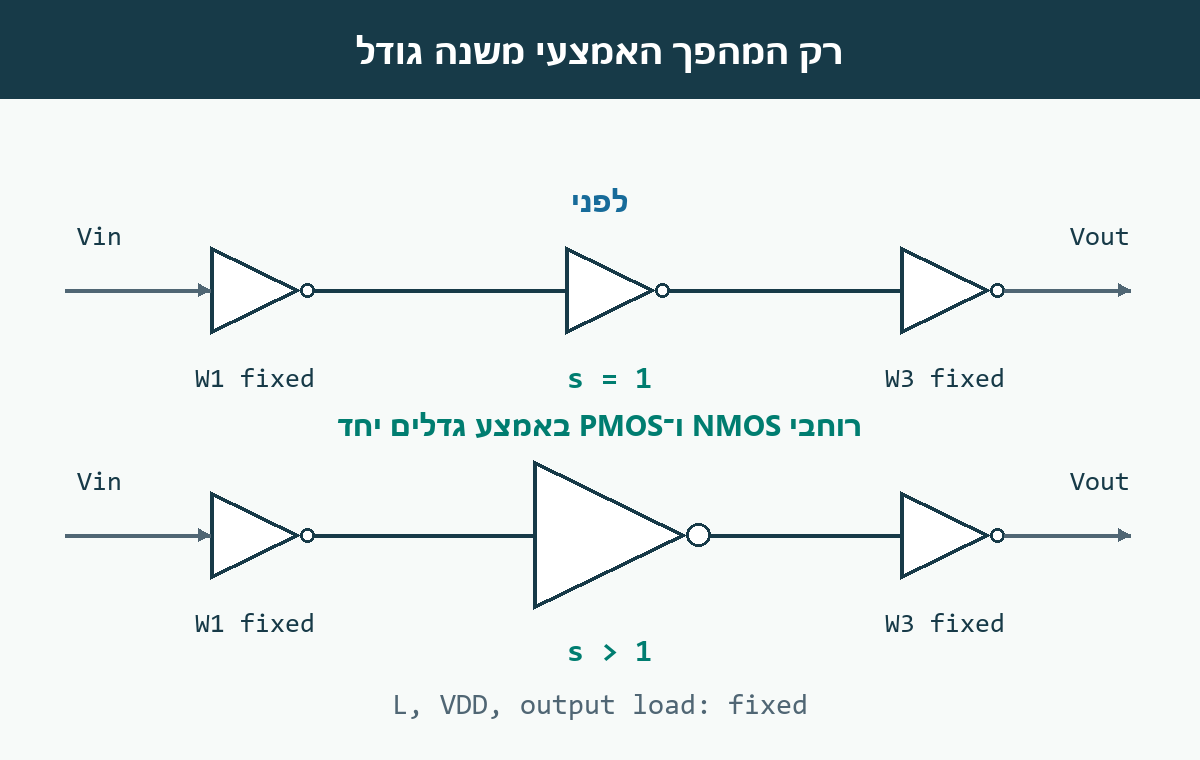 רק המהפך האמצעי משנה גודל
לפני
Vin
Vout
W1 fixed
s = 1
W3 fixed
רוחבי NMOS ו־PMOS באמצע גדלים יחד
Vin
Vout
W1 fixed
W3 fixed
s > 1
L, VDD, output load: fixed